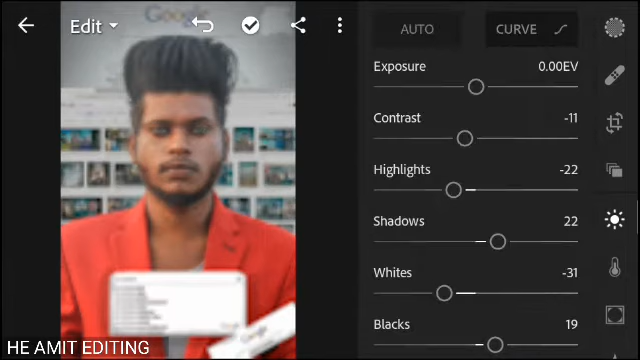 Google
Edit
AUTO
CURVE
Exposure 0.00EV
Contrast -11
Highlights -22
Shadows 22
Whites -31
Blacks 19
HE AMIT EDITING